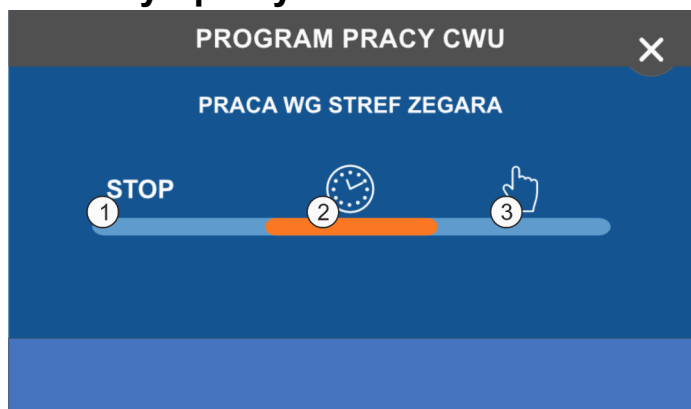 PROGRAM PRACY CWU
PRACA WG STREF ZEGARA
STOP
1
2
3